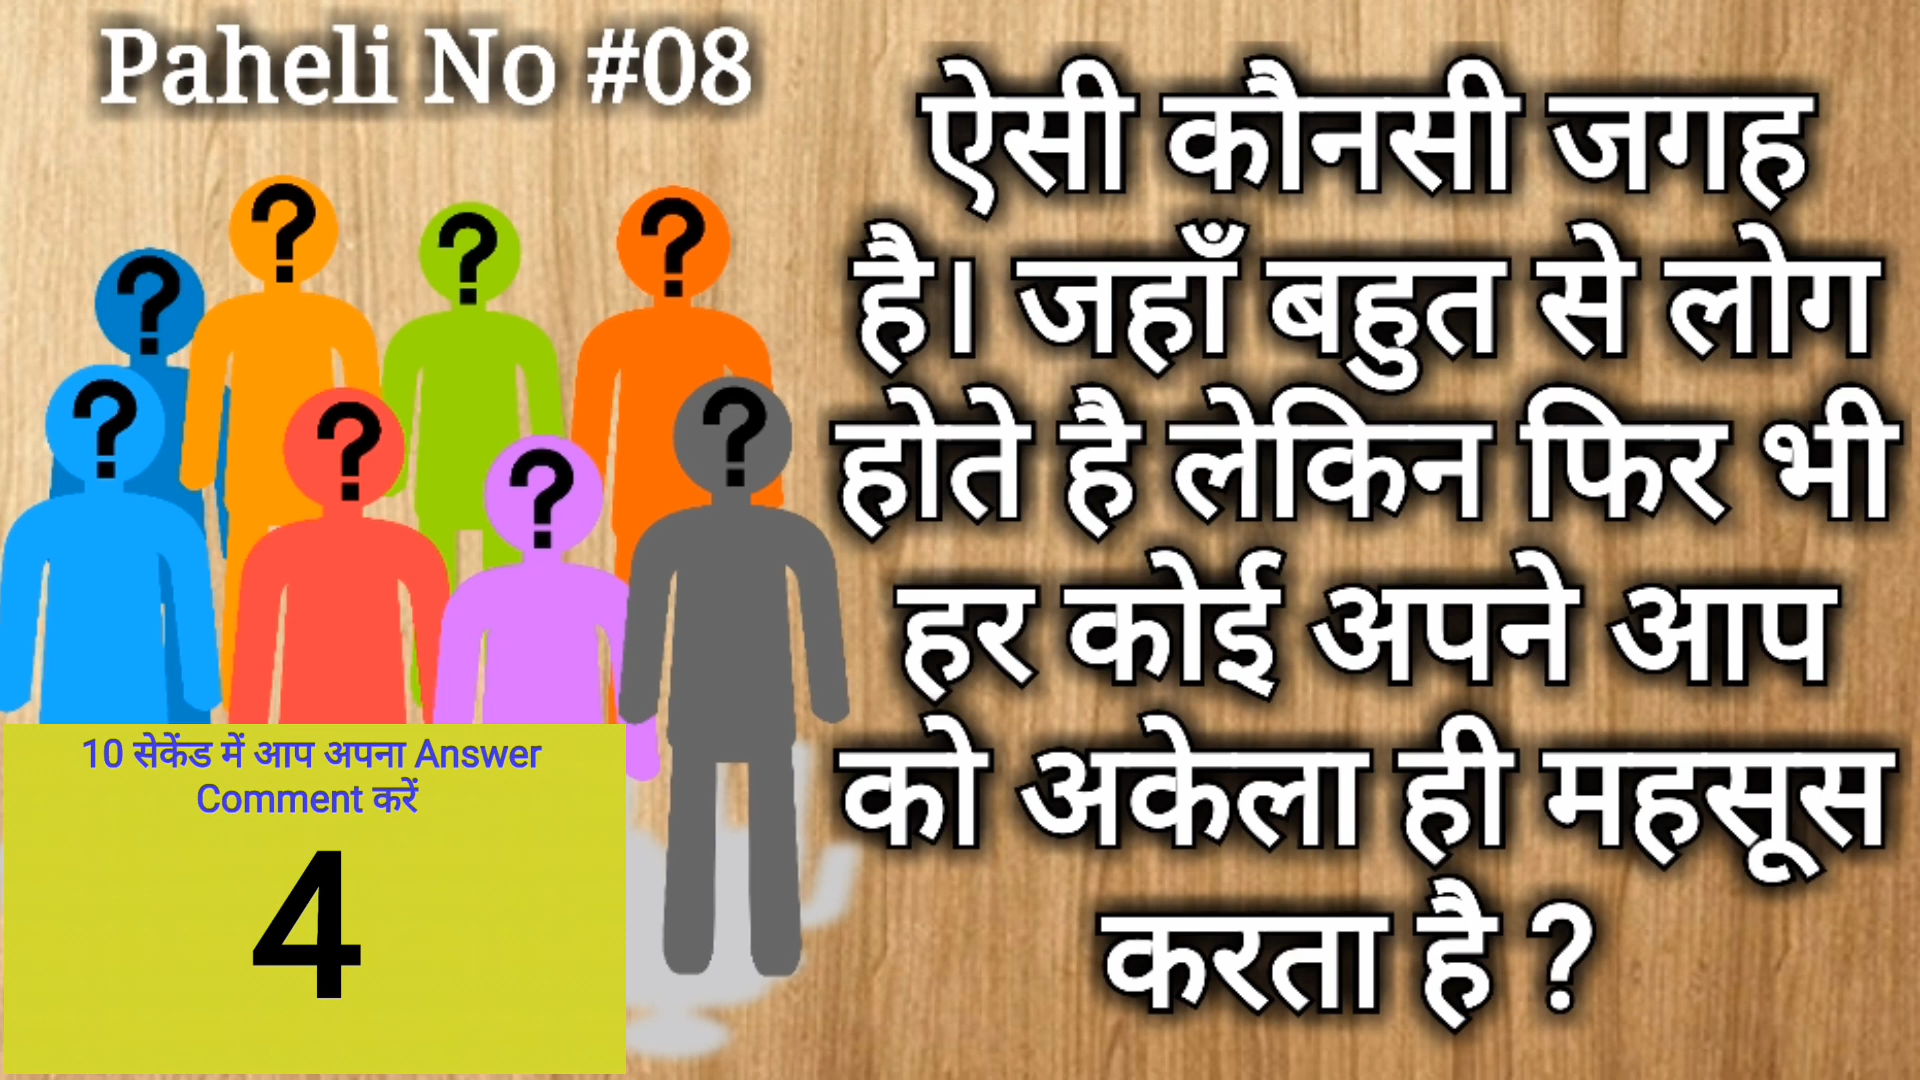 Paheli No #08
ऐसी कौनसी जगह
है। जहाँ बहुत से लोग
होते है लेकिन फिर भी
हर कोई अपने आप
को अकेला ही महसूस
करता है ?
?
?
?
?
?
?
?
?
10 सेकेंड में आप अपना Answer
Comment करें
4